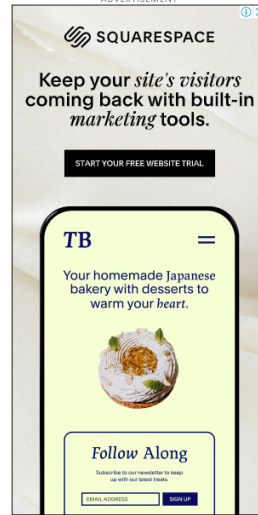 ADVERTISEMENT
SQUARESPACE
Keep your site's visitors
coming back with built-in
marketing tools.
START YOUR FREE WEBSITE TRIAL
TB
Your homemade Japanese
bakery with desserts to
warm your heart.
Follow Along
Subscribe to our newsletter to keep
up with our latest treats.
EMAIL ADDRESS
SIGN UP